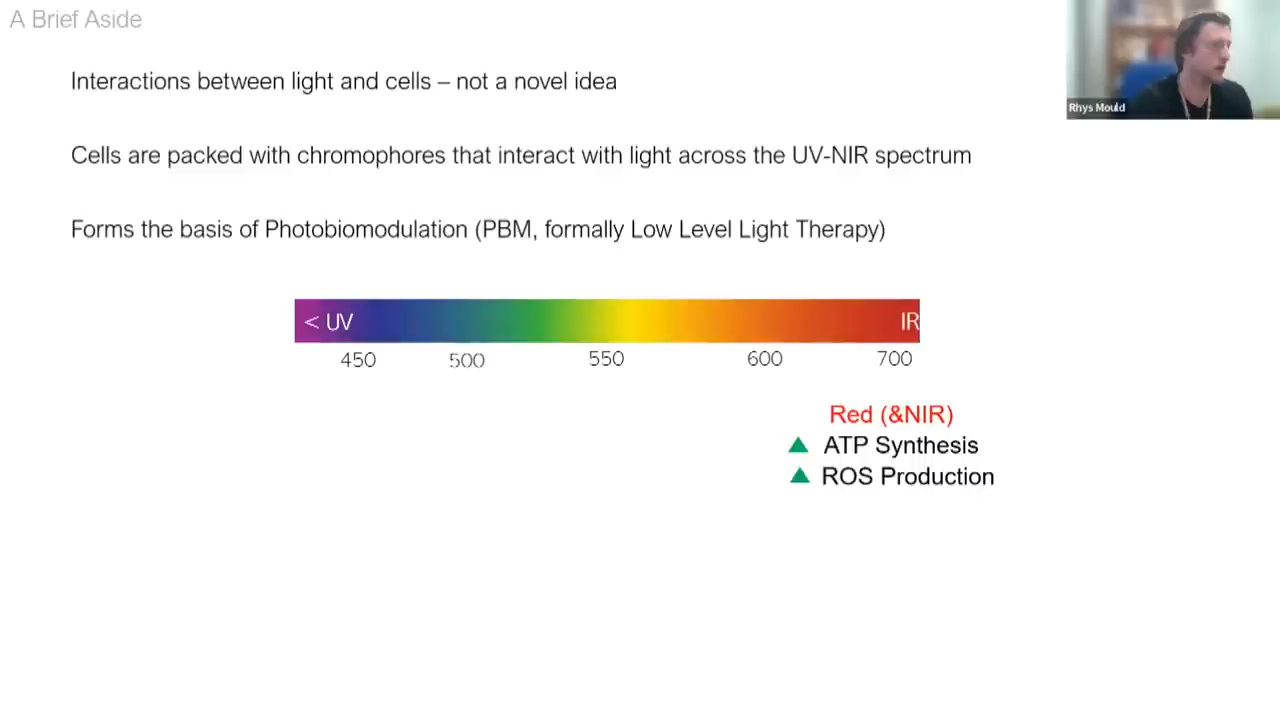 A Brief Aside
Rhys Mould
Interactions between light and cells – not a novel idea
Cells are packed with chromophores that interact with light across the UV-NIR spectrum
Forms the basis of Photobiomodulation (PBM, formally Low Level Light Therapy)
< UV IR
450 500 550 600 700
Red (&NIR)
ATP Synthesis
ROS Production